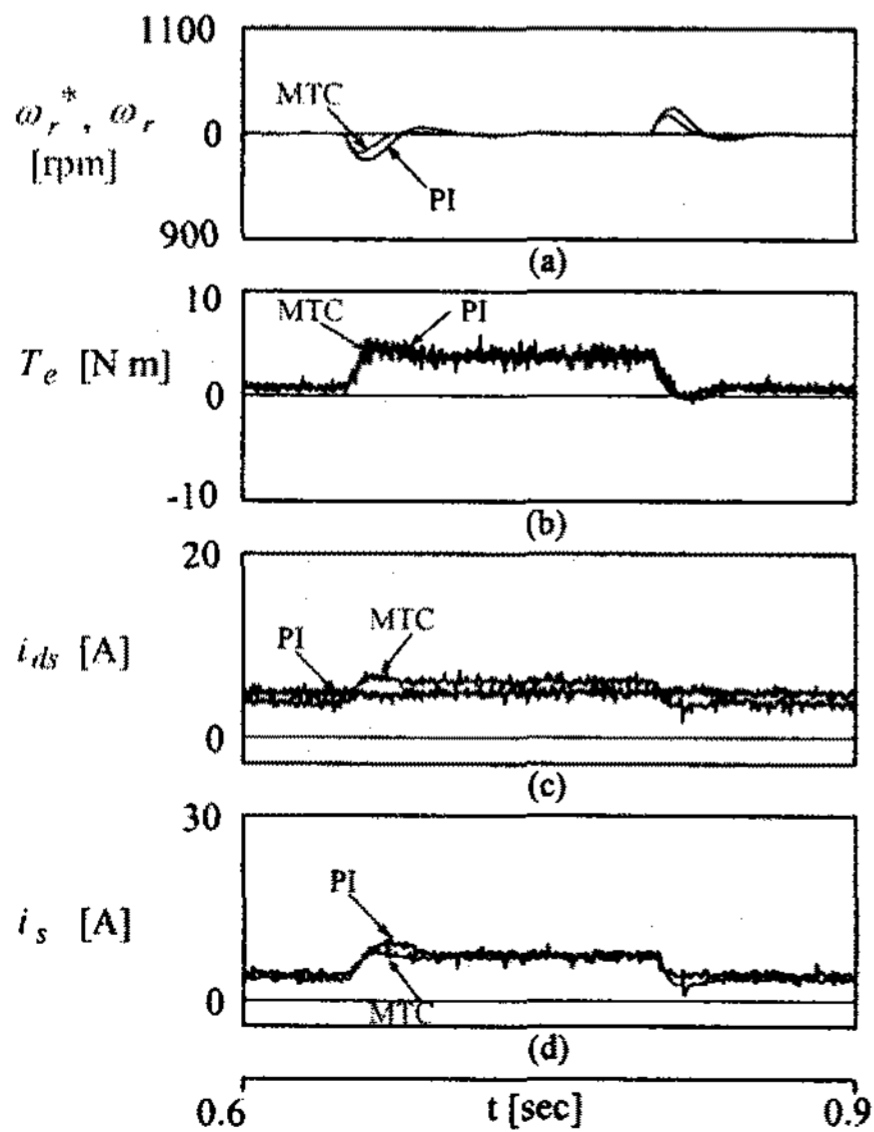 1100
MTC
ω_r*, ω_r
0
[rpm]
PI
900
(a)
10
MTC
PI
T_e [N m]
0
-10
(b)
20
MTC
PI
i_ds [A]
0
(c)
30
PI
i_s [A]
0
MTC
(d)
0.6
t [sec]
0.9